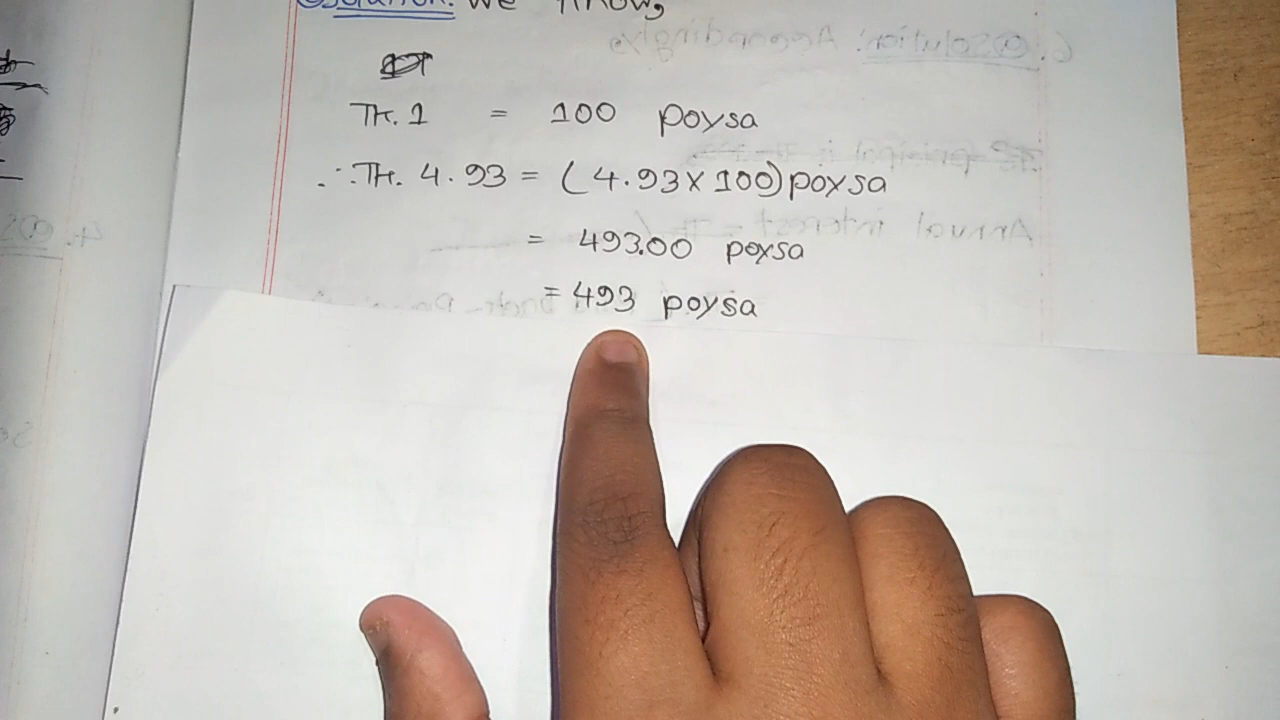 Solution: We know,
Tk. 1 = 100 poysa
∴ Tk. 4.93 = (4.93 x 100) poysa
= 493.00 poysa
= 493 poysa